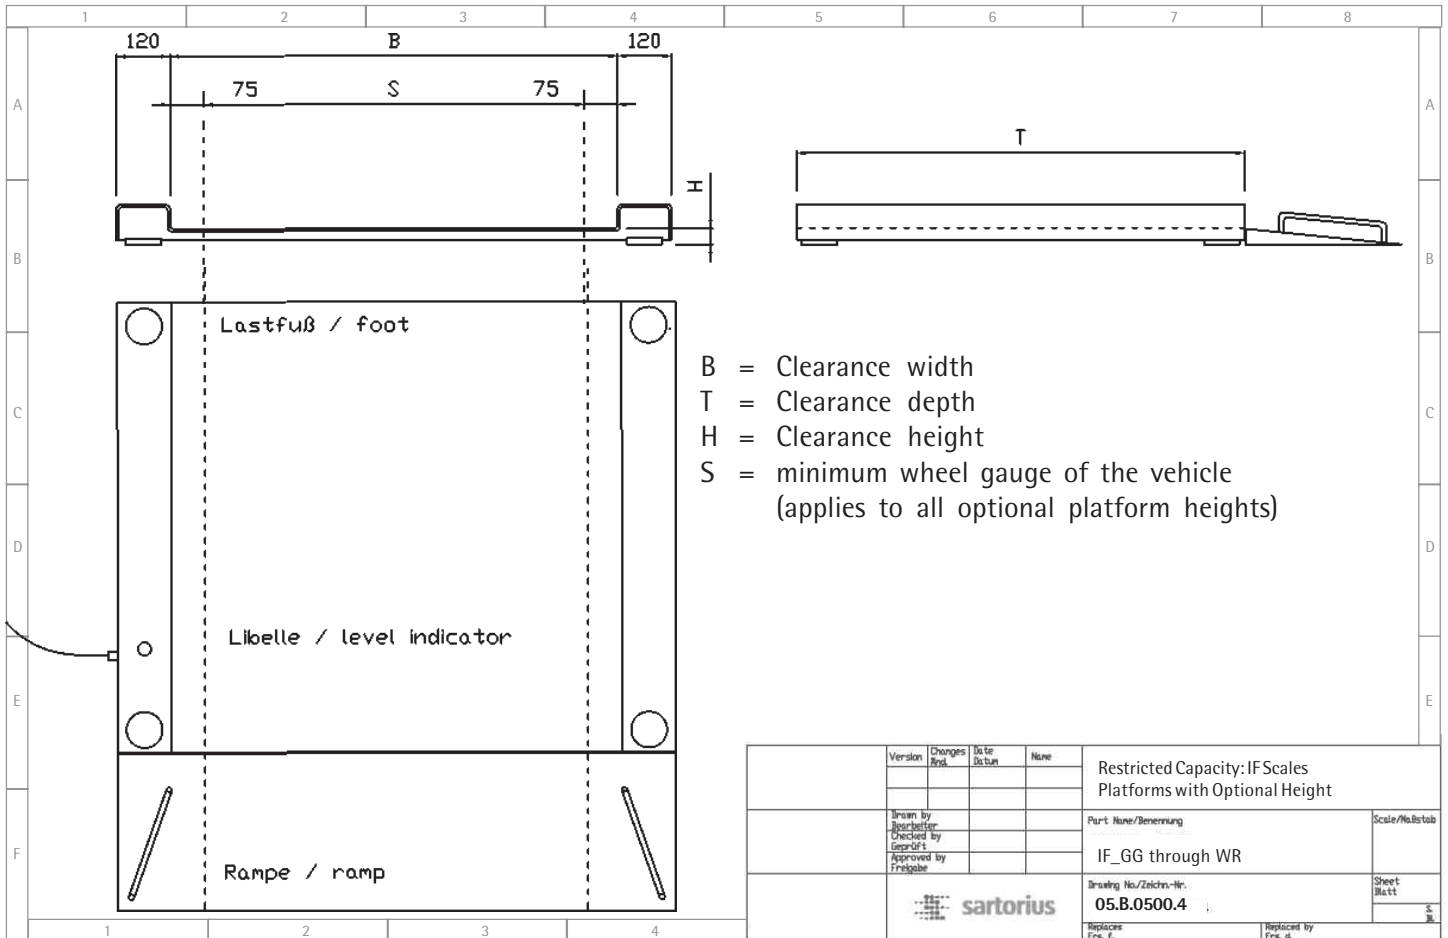 1 2 3 4 5 6 7 8
120 B 120
75 S 75
A A
T
H
B B
Lastfuß / foot
B = Clearance width
T = Clearance depth
C C
H = Clearance height
S = minimum wheel gauge of the vehicle
(applies to all optional platform heights)
D D
Libelle / level indicator
E E
Version Changes Date Name
Änd. Datum
Restricted Capacity: IF Scales
Platforms with Optional Height
Drawn by
Bearbeiter
Part Name/Benennung
Scale/Maßstab
Checked by
Geprüft
F
Approved by
Freigabe
IF_GG through WR
Rampe / ramp
Drawing No./Zeichn.-Nr.
Sheet
Blatt
05.B.0500.4
sartorius
Replaces
Ers. f.
Replaced by
Ers. d.
1 2 3 4